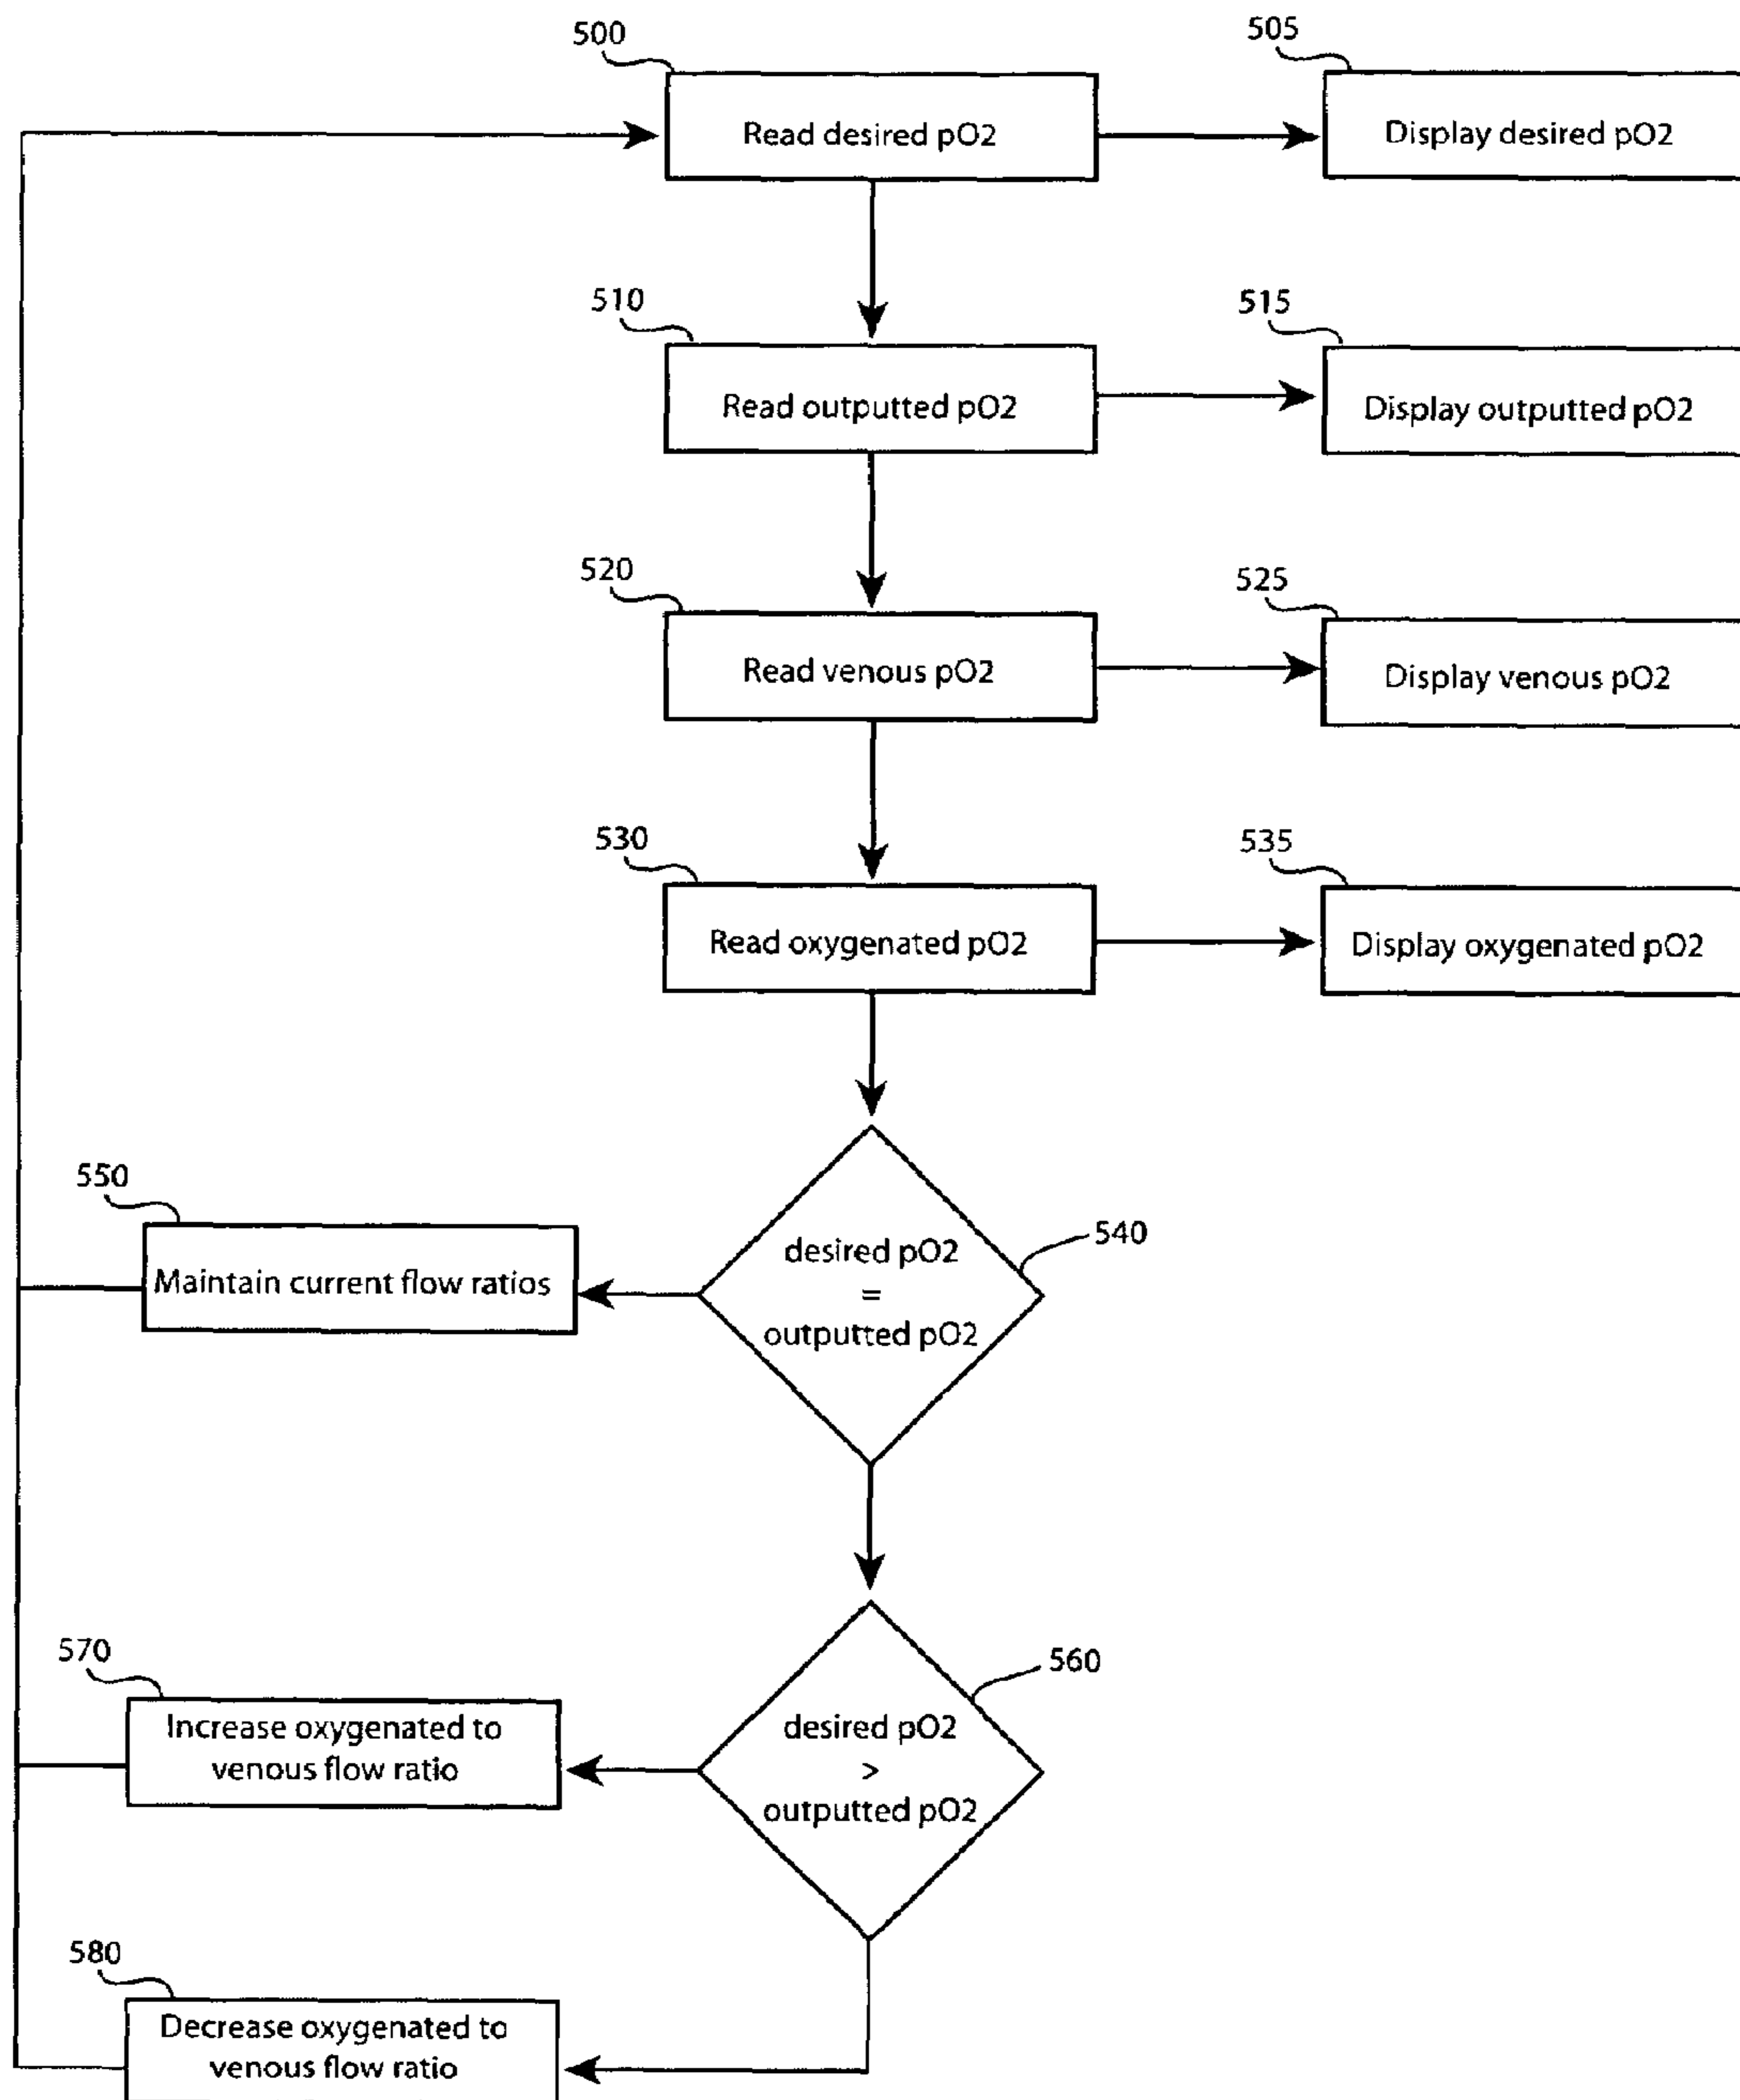 500
505
Read desired pO2
Display desired pO2
510
515
Read outputted pO2
Display outputted pO2
520
525
Read venous pO2
Display venous pO2
530
535
Read oxygenated pO2
Display oxygenated pO2
540
desired pO2
=
outputted pO2
550
Maintain current flow ratios
560
desired pO2
>
outputted pO2
570
Increase oxygenated to
venous flow ratio
580
Decrease oxygenated to
venous flow ratio